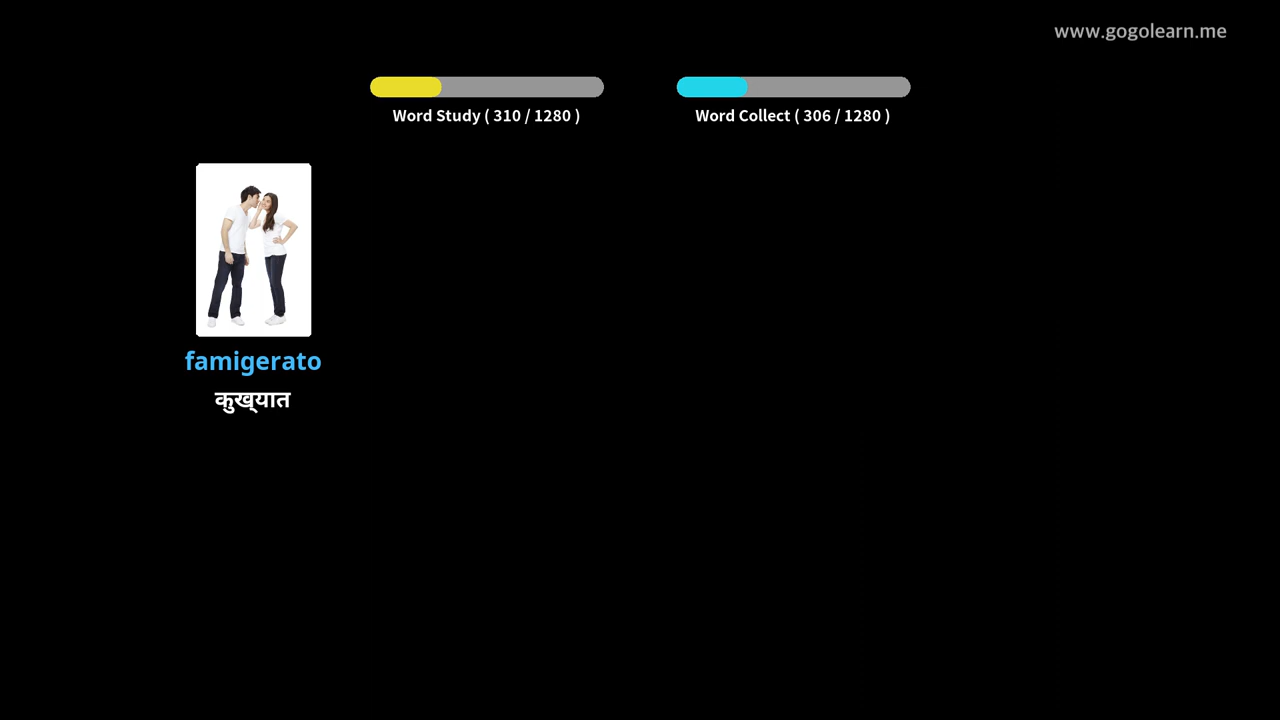 www.gogolearn.me
Word Study ( 310 / 1280 )
Word Collect ( 306 / 1280 )
famigerato
कुख्यात